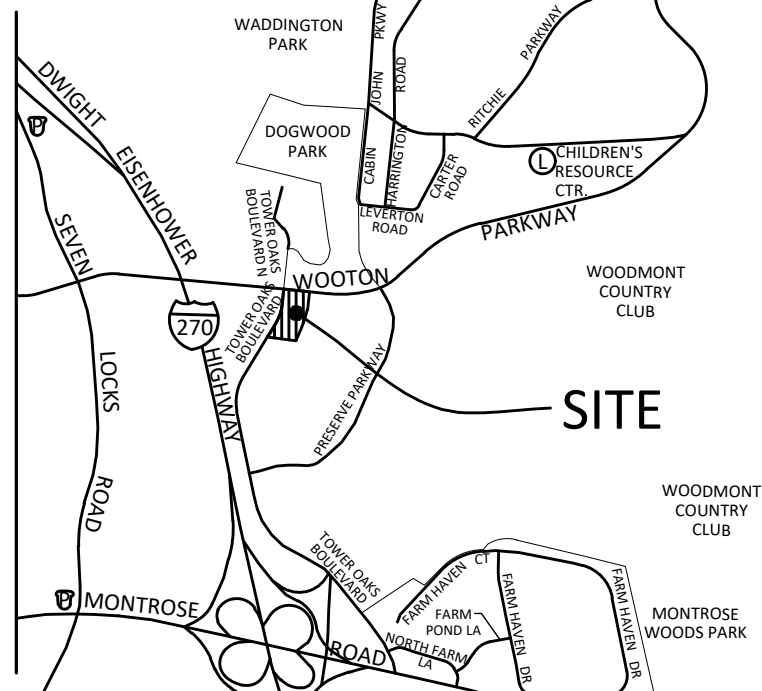 WADDINGTON
PARK
JOHN
PKWY
ROAD
RITCHIE
PARKWAY
DWIGHT
EISENHOWER
P
DOGWOOD
PARK
CABIN
HARRINGTON
CARTER
ROAD
L
CHILDREN'S
RESOURCE
CTR.
LEVERTON
ROAD
TOWER OAKS
BOULEVARD N
SEVEN
PARKWAY
WOOTON
WOODMONT
COUNTRY
CLUB
TOWER OAKS
BOULEVARD
270
HIGHWAY
LOCKS
PRESERVE PARKWAY
SITE
ROAD
WOODMONT
COUNTRY
CLUB
TOWER OAKS
BOULEVARD
FARM HAVEN
CT
FARM HAVEN DR
FARM HAVEN DR
P
MONTROSE
FARM
POND LA
MONTROSE
WOODS PARK
ROAD
NORTH FARM
LA